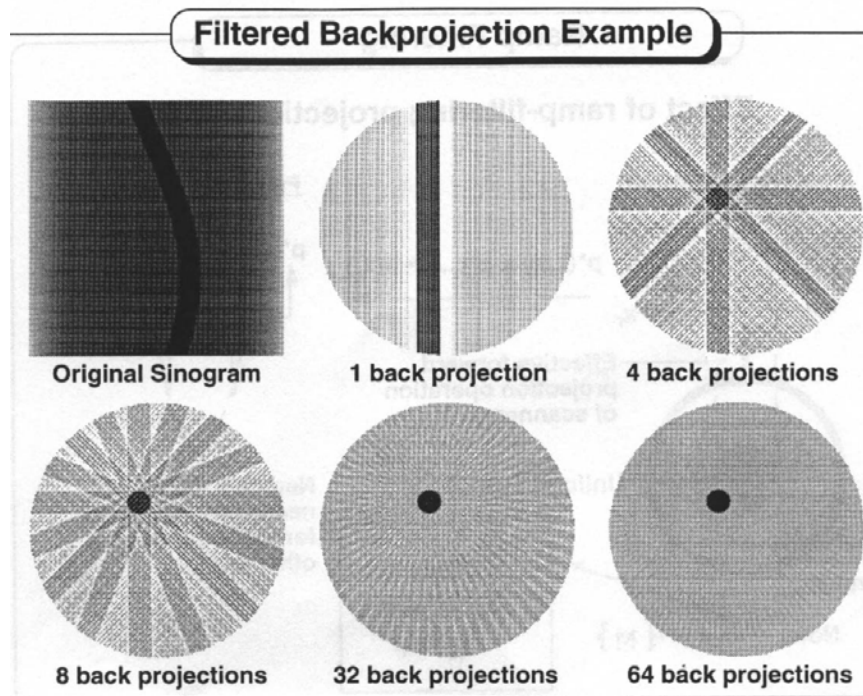 Filtered Backprojection Example
Original Sinogram
1 back projection
4 back projections
8 back projections
32 back projections
64 back projections